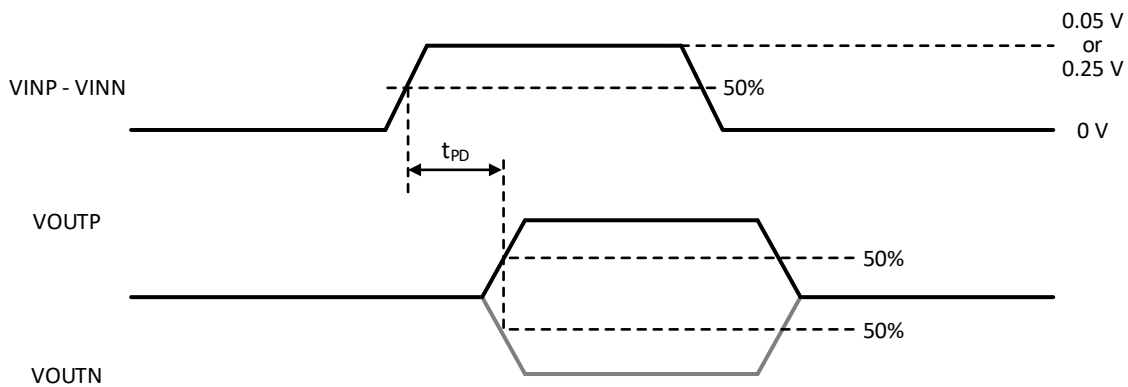 0.05 V
or
0.25 V
VINP - VINN
50%
0 V
tPD
VOUTP
50%
50%
VOUTN